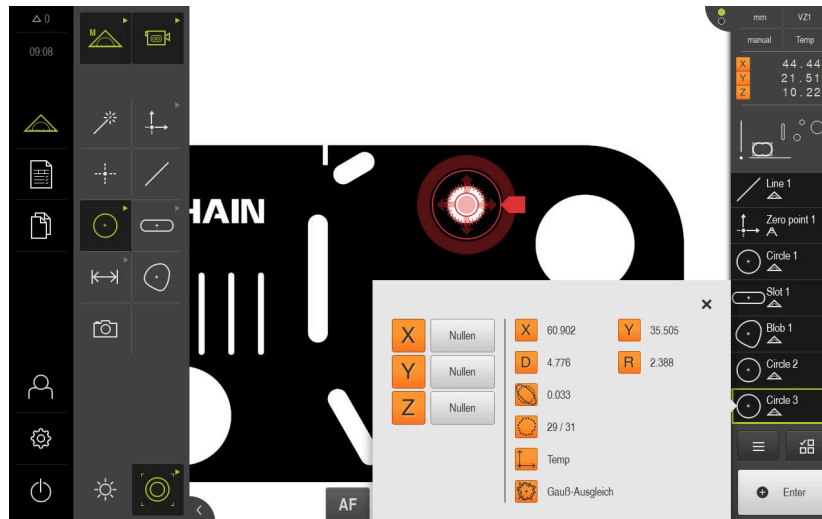 0
09:08
M
HAIN
mm
VZ1
manual
Temp
X 44.44
Y 21.51
Z 10.22
Line 1
Zero point 1
Circle 1
Slot 1
Blob 1
Circle 2
Circle 3
Enter
X Nullen
Y Nullen
Z Nullen
X 60.902 Y 35.505
D 4.776 R 2.388
0.033
29 / 31
Temp
Gauß-Ausgleich
AF